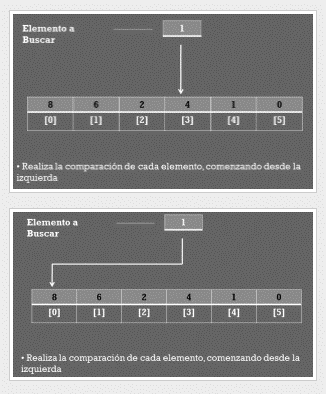 Elemento a
Buscar
1
8 6 2 4 1 0
[0] [1] [2] [3] [4] [5]
• Realiza la comparación de cada elemento, comenzando desde la
izquierda
Elemento a
Buscar
1
8 6 2 4 1 0
[0] [1] [2] [3] [4] [5]
• Realiza la comparación de cada elemento, comenzando desde la
izquierda